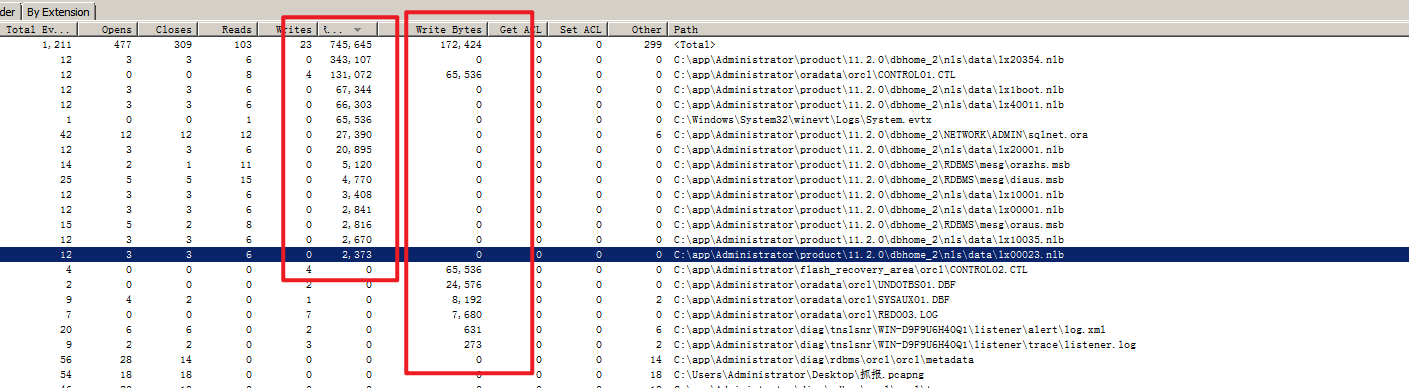 der By Extension
Total Ev... Opens Closes Reads Writes R... Write Bytes Get ACL Set ACL Other Path
1,211 477 309 103 23 745,645 172,424 0 0 299 <Total>
12 3 3 6 0 343,107 0 0 0 0 C:\app\Administrator\product\11.2.0\dbhome_2\nls\data\lx20354.nlb
12 0 0 8 4 131,072 65,536 0 0 0 C:\app\Administrator\oradata\orcl\CONTROL01.CTL
12 3 3 6 0 67,344 0 0 0 0 C:\app\Administrator\product\11.2.0\dbhome_2\nls\data\lx1boot.nlb
12 3 3 6 0 66,303 0 0 0 0 C:\app\Administrator\product\11.2.0\dbhome_2\nls\data\lx40011.nlb
1 0 0 1 0 65,536 0 0 0 0 C:\Windows\System32\winevt\Logs\System.evtx
42 12 12 12 0 27,390 0 0 0 6 C:\app\Administrator\product\11.2.0\dbhome_2\NETWORK\ADMIN\sqlnet.ora
12 3 3 6 0 20,895 0 0 0 0 C:\app\Administrator\product\11.2.0\dbhome_2\nls\data\lx20001.nlb
14 2 1 11 0 5,120 0 0 0 0 C:\app\Administrator\product\11.2.0\dbhome_2\RDBMS\mesg\orazhs.msb
25 5 5 15 0 4,770 0 0 0 0 C:\app\Administrator\product\11.2.0\dbhome_2\RDBMS\mesg\diaus.msb
12 3 3 6 0 3,408 0 0 0 0 C:\app\Administrator\product\11.2.0\dbhome_2\nls\data\lx10001.nlb
12 3 3 6 0 2,841 0 0 0 0 C:\app\Administrator\product\11.2.0\dbhome_2\nls\data\lx00001.nlb
15 5 2 8 0 2,816 0 0 0 0 C:\app\Administrator\product\11.2.0\dbhome_2\RDBMS\mesg\oraus.msb
12 3 3 6 0 2,670 0 0 0 0 C:\app\Administrator\product\11.2.0\dbhome_2\nls\data\lx10035.nlb
12 3 3 6 0 2,373 0 0 0 0 C:\app\Administrator\product\11.2.0\dbhome_2\nls\data\lx00023.nlb
4 0 0 0 4 0 65,536 0 0 0 C:\app\Administrator\flash_recovery_area\orcl\CONTROL02.CTL
2 0 0 0 2 0 24,576 0 0 0 C:\app\Administrator\oradata\orcl\UNDOTBS01.DBF
9 4 2 0 1 0 8,192 0 0 2 C:\app\Administrator\oradata\orcl\SYSAUX01.DBF
7 0 0 0 7 0 7,680 0 0 0 C:\app\Administrator\oradata\orcl\REDO03.LOG
20 6 6 0 2 0 631 0 0 6 C:\app\Administrator\diag\tnslsnr\WIN-D9F9U6H40Q1\listener\alert\log.xml
9 2 2 0 3 0 273 0 0 2 C:\app\Administrator\diag\tnslsnr\WIN-D9F9U6H40Q1\listener\trace\listener.log
56 28 14 0 0 0 0 0 0 14 C:\app\Administrator\diag\rdbms\orcl\orcl\metadata
54 18 18 0 0 0 0 0 0 18 C:\Users\Administrator\Desktop\抓报.pcapng